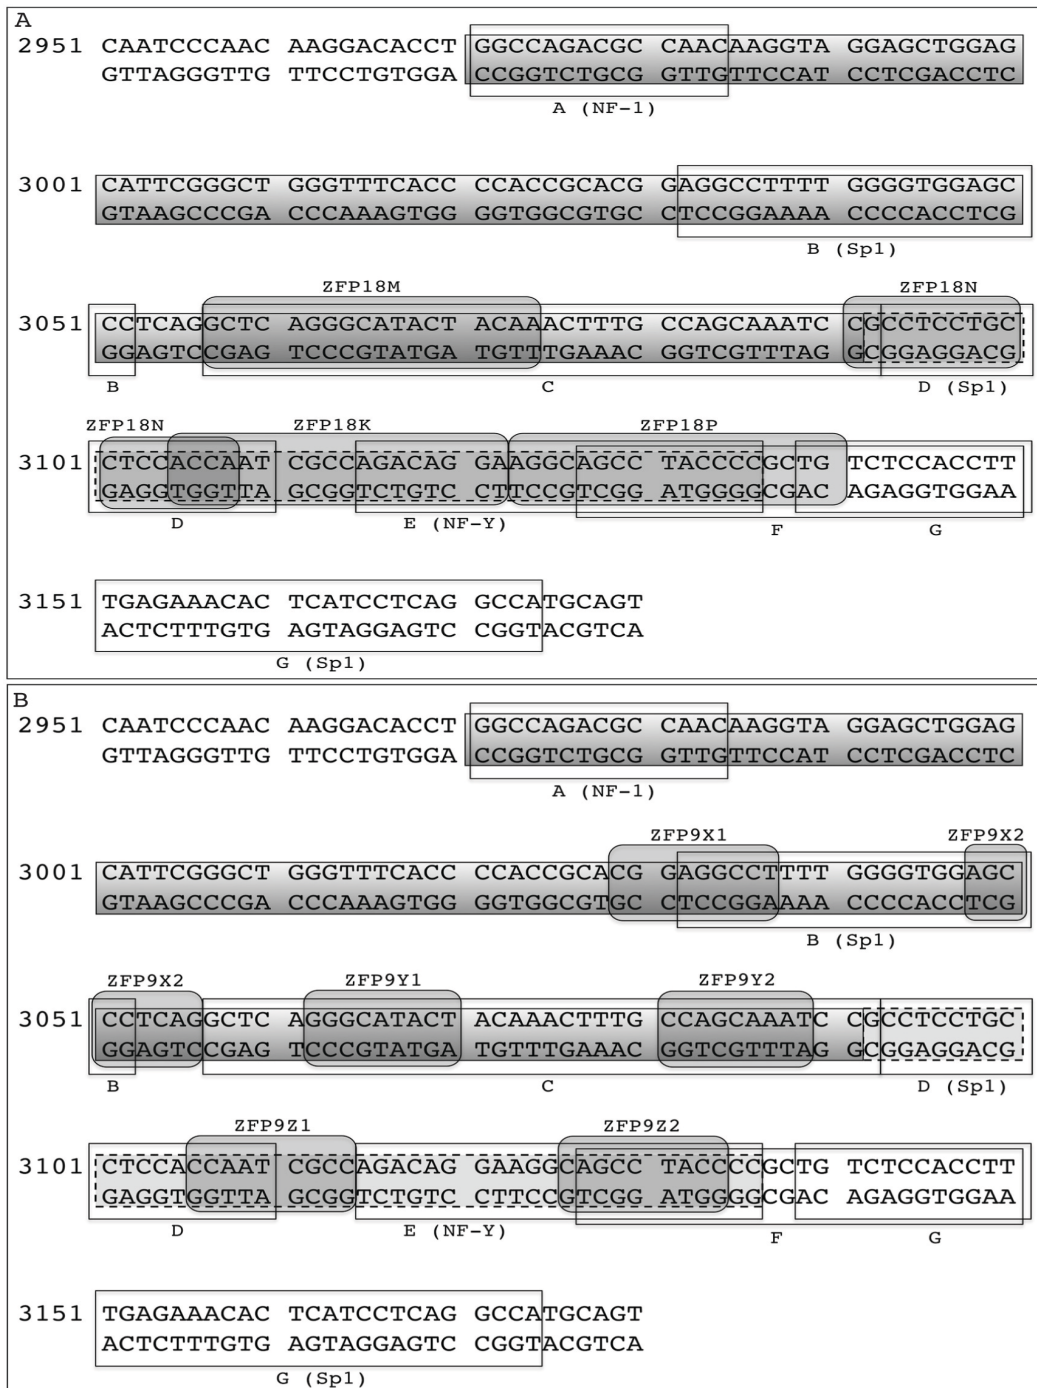 A
2951 CAATCCCAAC AAGGACACCT GGCCAGACGC CAACAAGGTA GGAGCTGGAG
GTTAGGGTTG TTCCTGTGGA CCGGTCTGCG GTTGTTCCAT CCTCGACCTC
A (NF-1)
3001 CATTCGGGCT GGGTTTCACC CCACCGCACG GAGGCCTTTT GGGGTGGAGC
GTAAGCCCGA CCCAAAGTGG GGTGGCGTGCC TCCGGAAAA CCCCACCTCG
B (Sp1)
ZFP18M ZFP18N
3051 CCTCAGGCTC AGGGCATACT ACAAACTTTG CCAGCAAATC CGCCTCCTGC
GGAGTCCGAG TCCCGTATGA TGTTTGAAAC GGTCGTTTAG GCGGAGGACG
B C D (Sp1)
ZFP18N ZFP18K ZFP18P
3101 CTCCACCAAT CGCCAGACAG GAAGGCAGCC TACCCCGCTG TCTCCACCTT
GAGGTGGTTA GCGGTCTGTC CTTCCGTCGG ATGGGGCGAC AGAGGTGGAA
D E (NF-Y) F G
3151 TGAGAAACAC TCATCCTCAG GCCATGCAGT
ACTCTTTGTG AGTAGGAGTC CGGTACGTCA
G (Sp1)
B
2951 CAATCCCAAC AAGGACACCT GGCCAGACGC CAACAAGGTA GGAGCTGGAG
GTTAGGGTTG TTCCTGTGGA CCGGTCTGCG GTTGTTCCAT CCTCGACCTC
A (NF-1)
ZFP9X1 ZFP9X2
3001 CATTCGGGCT GGGTTTCACC CCACCGCACG GAGGCCTTTT GGGGTGGAGC
GTAAGCCCGA CCCAAAGTGG GGTGGCGTGCC TCCGGAAAA CCCCACCTCG
B (Sp1)
ZFP9X2 ZFP9Y1 ZFP9Y2
3051 CCTCAGGCTC AGGGCATACT ACAAACTTTG CCAGCAAATC CGCCTCCTGC
GGAGTCCGAG TCCCGTATGA TGTTTGAAAC GGTCGTTTAG GCGGAGGACG
B C D (Sp1)
ZFP9Z1 ZFP9Z2
3101 CTCCACCAAT CGCCAGACAG GAAGGCAGCC TACCCCGCTG TCTCCACCTT
GAGGTGGTTA GCGGTCTGTC CTTCCGTCGG ATGGGGCGAC AGAGGTGGAA
D E (NF-Y) F G
3151 TGAGAAACAC TCATCCTCAG GCCATGCAGT
ACTCTTTGTG AGTAGGAGTC CGGTACGTCA
G (Sp1)